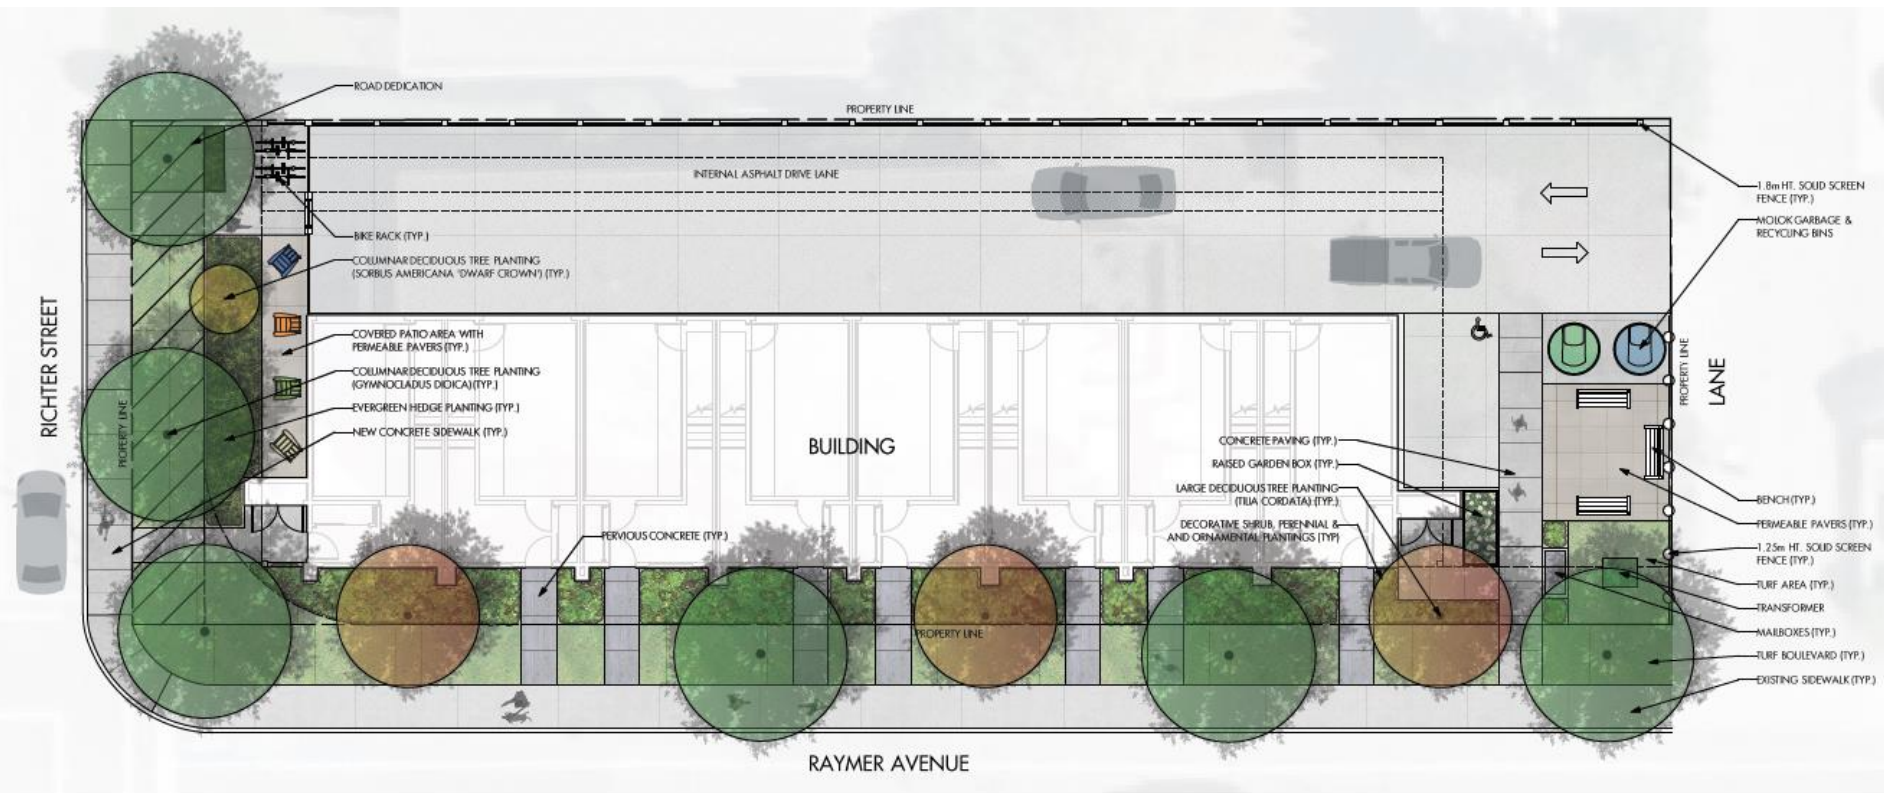 ROAD DEDICATION
PROPERTY LINE
INTERNAL ASPHALT DRIVE LANE
1.8m HT. SOLID SCREEN
FENCE (TYP.)
MOLOK GARBAGE &
RECYCLING BINS
BIKE RACK (TYP.)
COLUMNAR DECIDUOUS TREE PLANTING
(SORBUS AMERICANA 'DWARF CROWN') (TYP.)
COVERED PATIO AREA WITH
PERMEABLE PAVERS (TYP.)
COLUMNAR DECIDUOUS TREE PLANTING
(GYMNOCLADUS DIOICA) (TYP.)
EVERGREEN HEDGE PLANTING (TYP.)
NEW CONCRETE SIDEWALK (TYP.)
RICHTER STREET
PROPERTY LINE
BUILDING
PROPERTY LINE
LANE
CONCRETE PAVING (TYP.)
RAISED GARDEN BOX (TYP.)
LARGE DECIDUOUS TREE PLANTING
(TILIA CORDATA) (TYP.)
DECORATIVE SHRUB, PERENNIAL &
AND ORNAMENTAL PLANTINGS (TYP)
PERVIOUS CONCRETE (TYP.)
BENCH (TYP.)
PERMEABLE PAVERS (TYP.)
1.25m HT. SOLID SCREEN
FENCE (TYP.)
TURF AREA (TYP.)
TRANSFORMER
MAILBOXES (TYP.)
TURF BOULEVARD (TYP.)
EXISTING SIDEWALK (TYP.)
PROPERTY LINE
RAYMER AVENUE